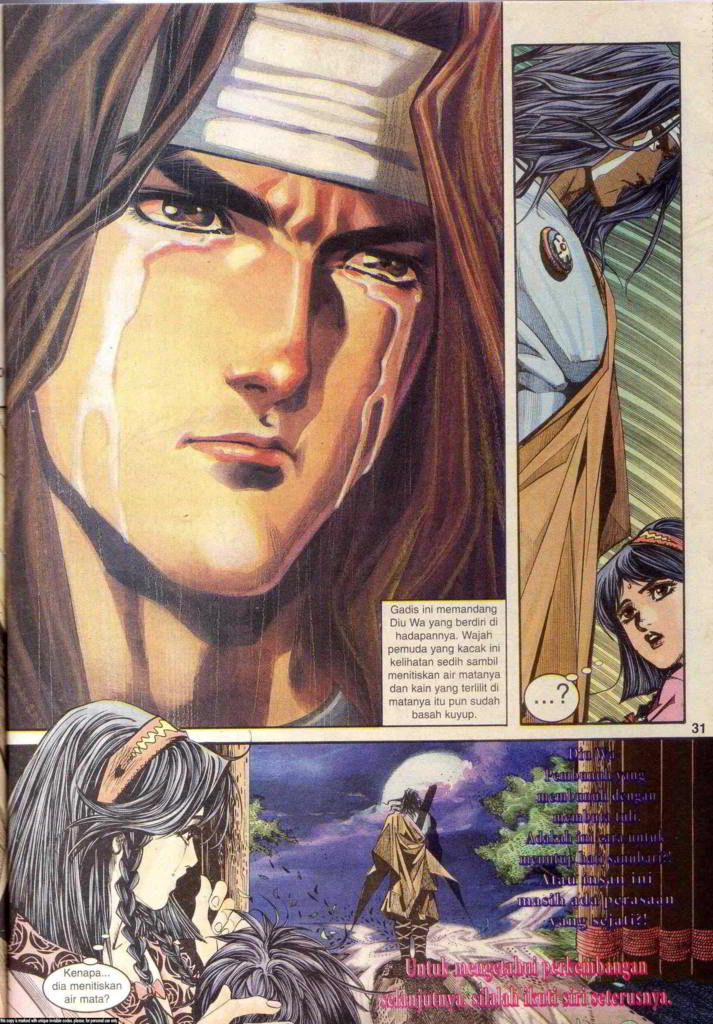 Gadis ini memandang
Diu Wa yang berdiri di
hadapannya. Wajah
pemuda yang kacak ini
kelihatan sedih sambil
menitiskan air matanya
dan kain yang terlilit di
matanya itu pun sudah
basah kuyup.
...?
31
Kenapa...
dia menitiskan
air mata?
Diu Wa
Pembunuh yang
membunuh dengan
membuta tuli.
Adakah ini cara untuk
menutup hati sanubari?!
Atau insan ini
masih ada perasaan
yang sejati?!
Untuk mengetahui perkembangan
selanjutnya, silalah ikuti siri seterusnya.